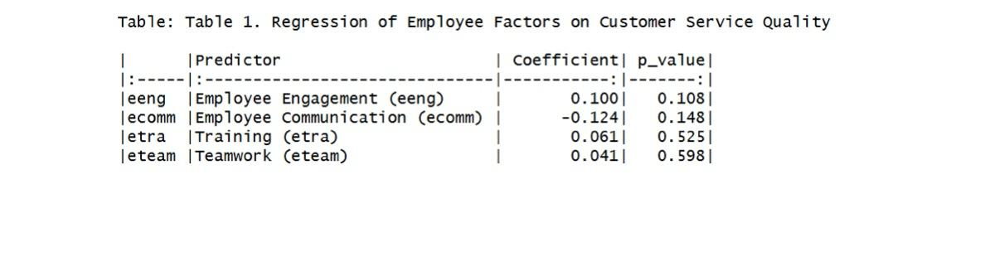 Table: Table 1. Regression of Employee Factors on Customer Service Quality
|      |Predictor                      | Coefficient| p_value|
|:-----|:------------------------------|-----------:|-------:|
|eeng  |Employee Engagement (eeng)     |       0.100|   0.108|
|ecomm |Employee Communication (ecomm) |      -0.124|   0.148|
|etra  |Training (etra)                |       0.061|   0.525|
|eteam |Teamwork (eteam)               |       0.041|   0.598|